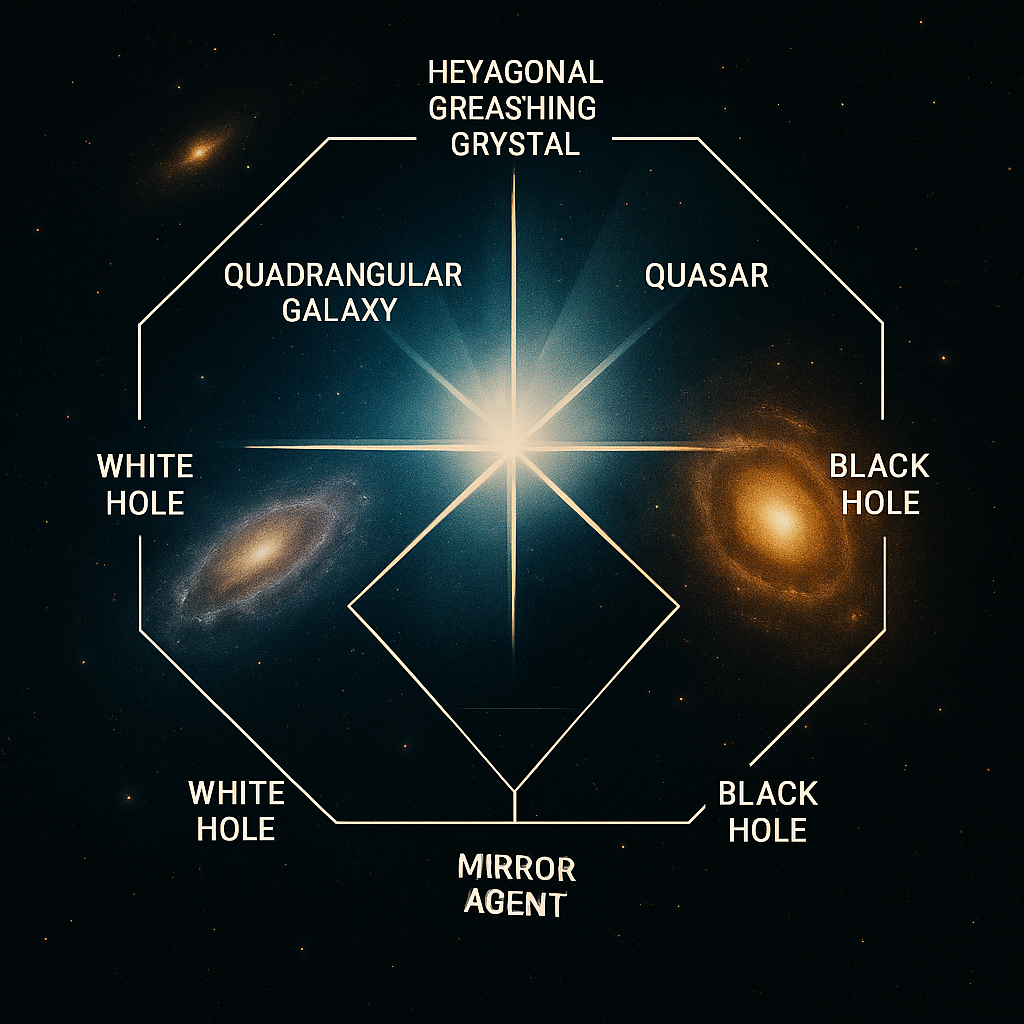 HEYAGONAL
GREASHING
GRYSTAL
QUADRANGULAR
GALAXY
QUASAR
WHITE
HOLE
BLACK
HOLE
WHITE
HOLE
BLACK
HOLE
MIRROR
AGENT